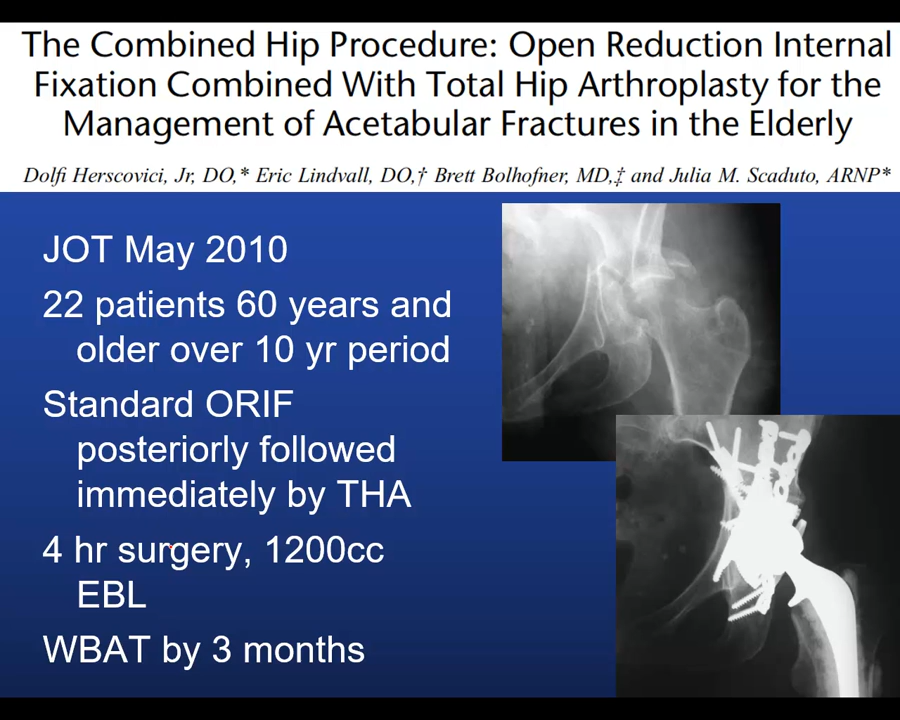 The Combined Hip Procedure: Open Reduction Internal
Fixation Combined With Total Hip Arthroplasty for the
Management of Acetabular Fractures in the Elderly
Dolfi Herscovici, Jr, DO,* Eric Lindvall, DO,† Brett Bolhofner, MD,‡ and Julia M. Scaduto, ARNP*
JOT May 2010
22 patients 60 years and
older over 10 yr period
Standard ORIF
posteriorly followed
immediately by THA
4 hr surgery, 1200cc
EBL
WBAT by 3 months